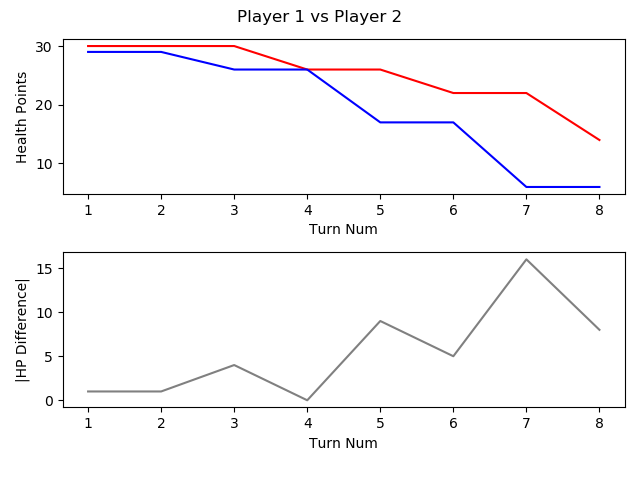 Player 1 vs Player 2
30
20
10
Health Points
1 2 3 4 5 6 7 8
Turn Num
15
10
5
0
|HP Difference|
1 2 3 4 5 6 7 8
Turn Num